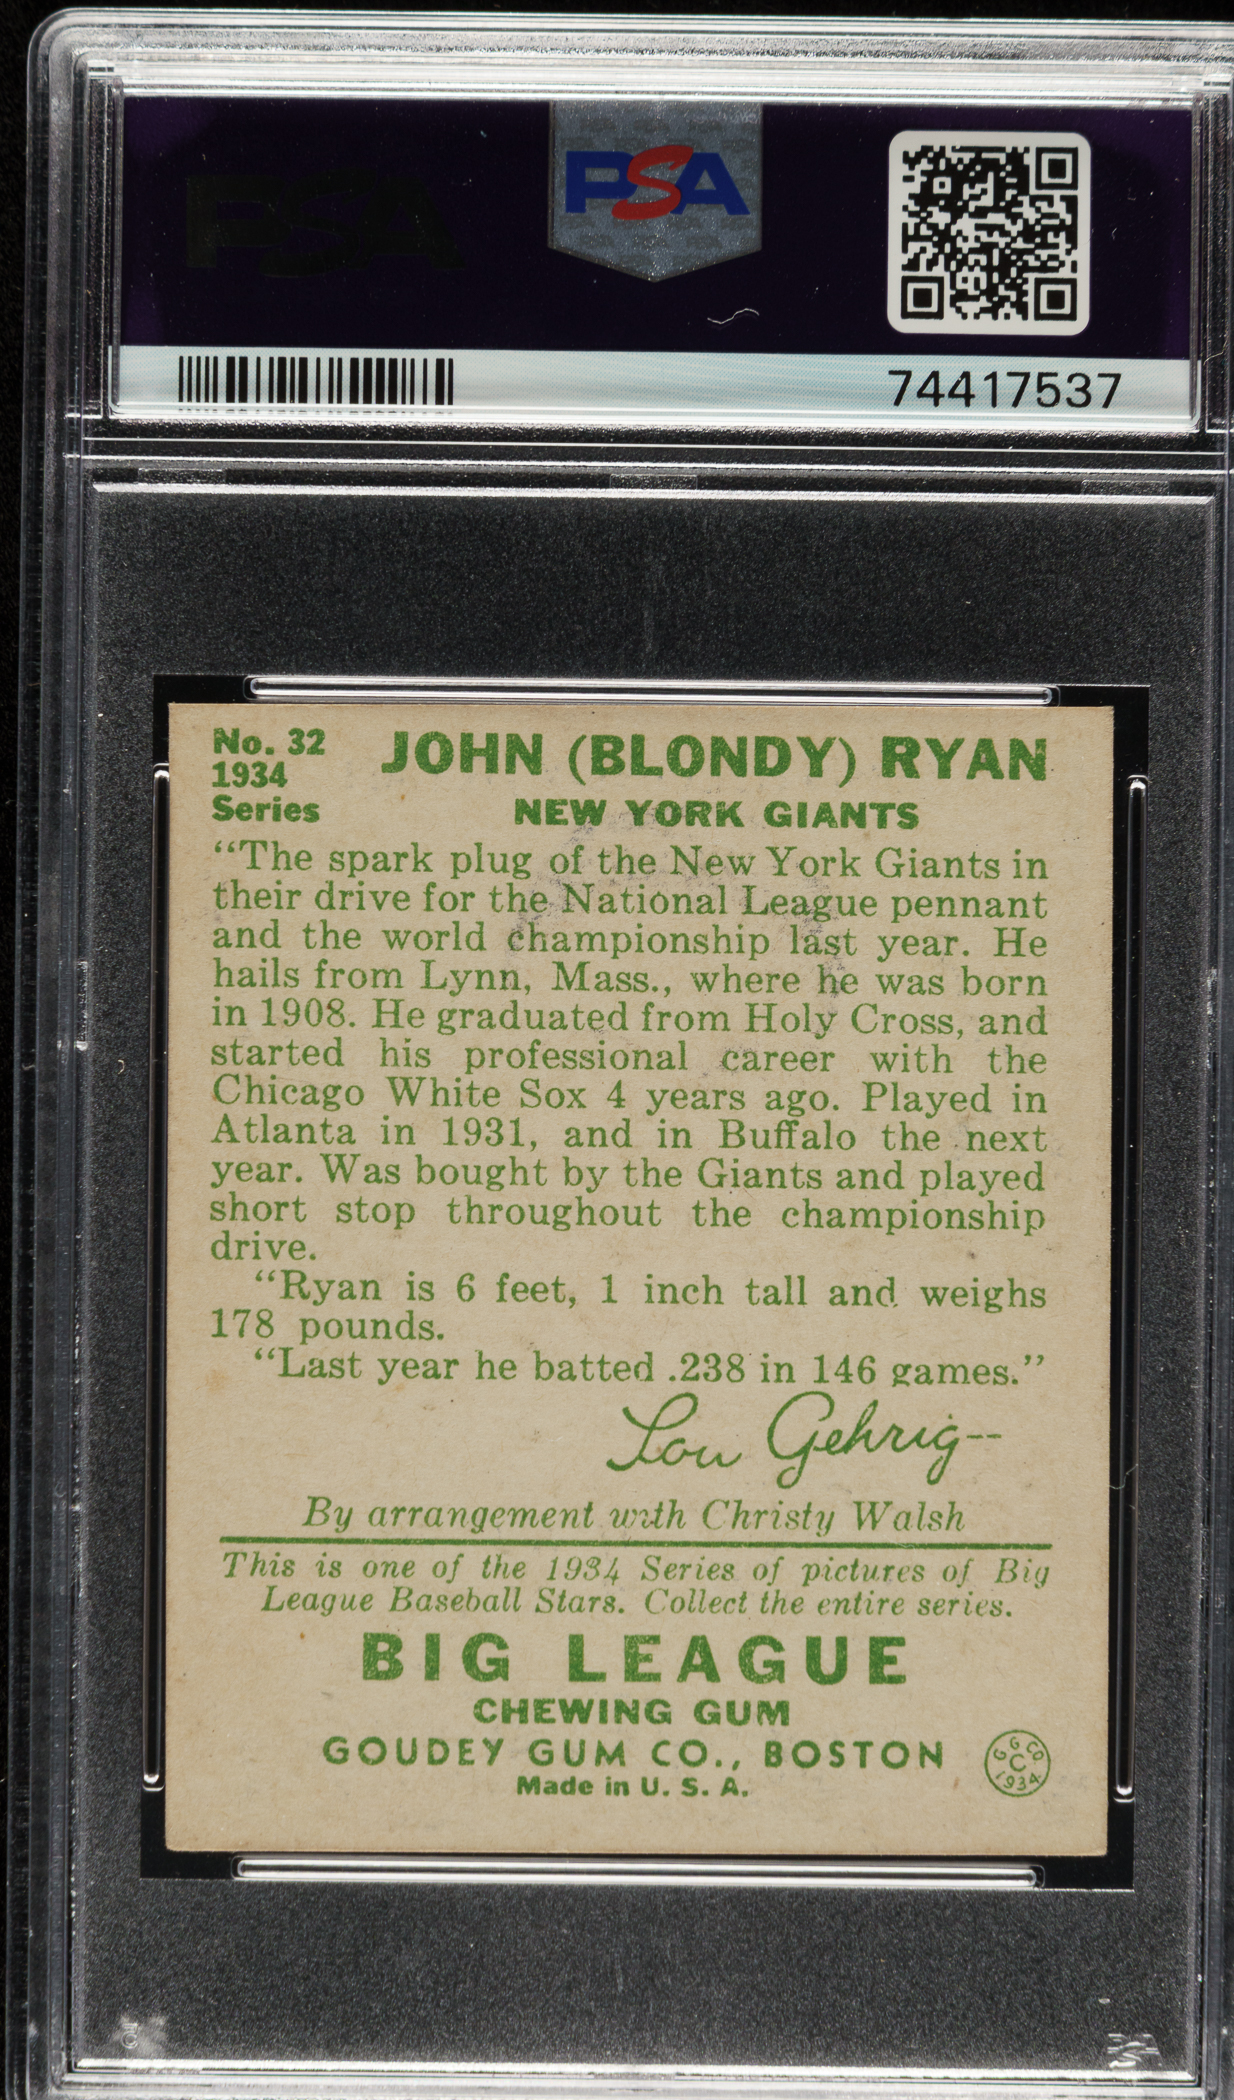 PSA
PSA
74417537
No. 32
1934
Series
JOHN (BLONDY) RYAN
NEW YORK GIANTS
“The spark plug of the New York Giants in
their drive for the National League pennant
and the world championship last year. He
hails from Lynn, Mass., where he was born
in 1908. He graduated from Holy Cross, and
started his professional career with the
Chicago White Sox 4 years ago. Played in
Atlanta in 1931, and in Buffalo the next
year. Was bought by the Giants and played
short stop throughout the championship
drive.
“Ryan is 6 feet, 1 inch tall and weighs
178 pounds.
“Last year he batted .238 in 146 games.”
Lou Gehrig--
By arrangement with Christy Walsh
This is one of the 1934 Series of pictures of Big
League Baseball Stars. Collect the entire series.
BIG LEAGUE
CHEWING GUM
GOUDEY GUM CO., BOSTON
Made in U. S. A.
G G CO
C
1934
PSA